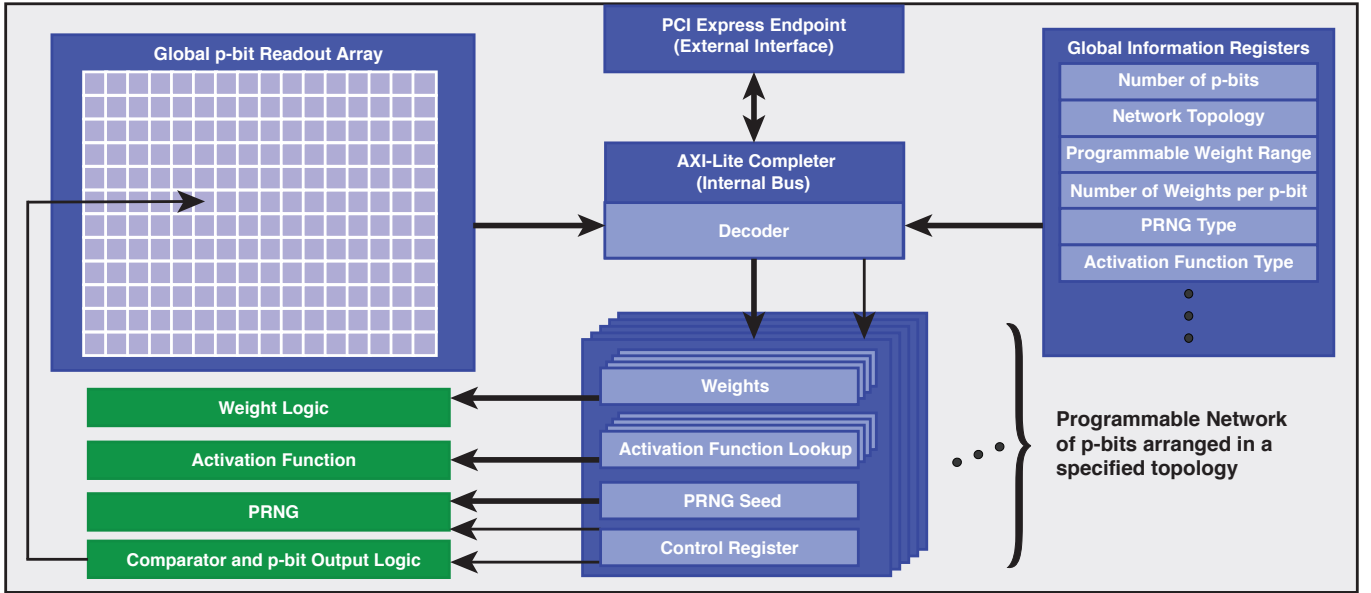 Global p-bit Readout Array
PCI Express Endpoint
(External Interface)
AXI-Lite Completer
(Internal Bus)
Decoder
Global Information Registers
Number of p-bits
Network Topology
Programmable Weight Range
Number of Weights per p-bit
PRNG Type
Activation Function Type
Weights
Activation Function Lookup
PRNG Seed
Control Register
Weight Logic
Activation Function
PRNG
Comparator and p-bit Output Logic
Programmable Network
of p-bits arranged in a
specified topology